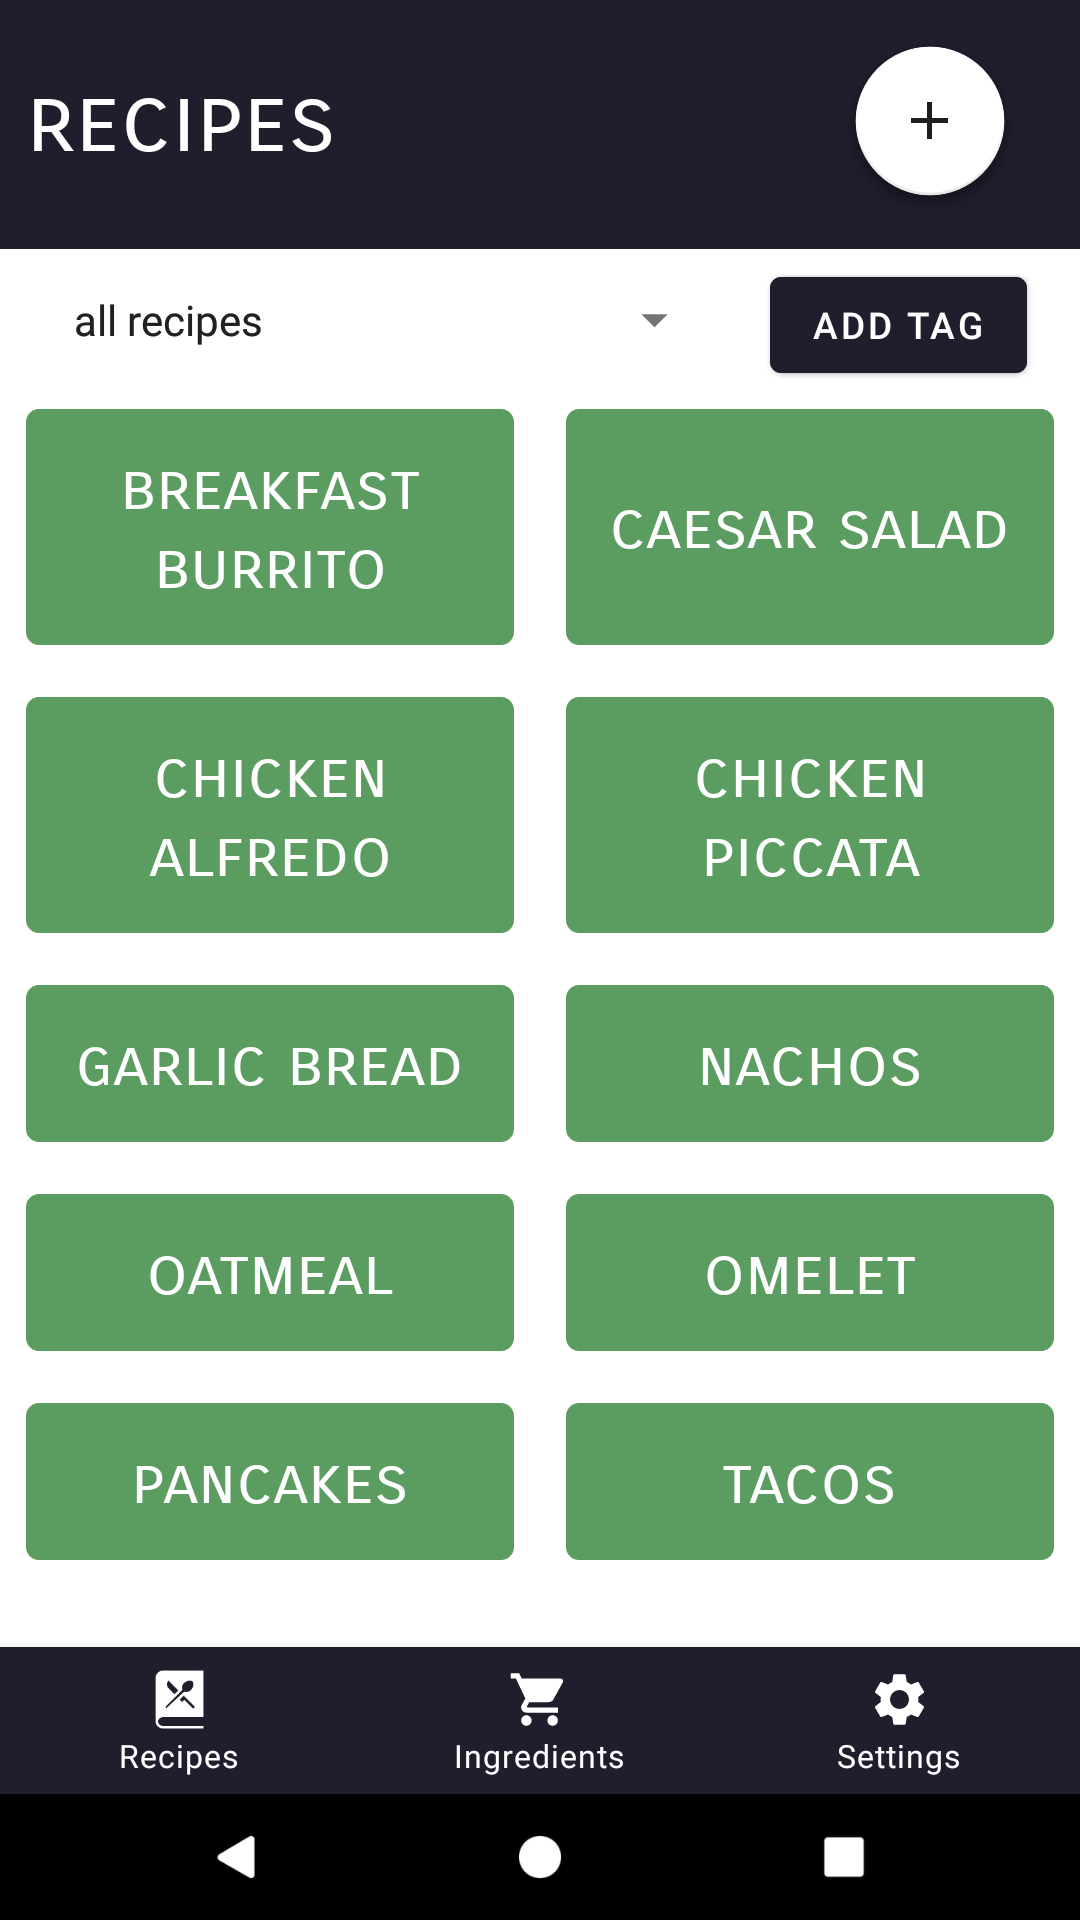 RECIPES
all recipes
ADD TAG
BREAKFAST
BURRITO
CAESAR SALAD
CHICKEN
ALFREDO
CHICKEN
PICCATA
GARLIC BREAD
NACHOS
OATMEAL
OMELET
PANCAKES
TACOS
Recipes
Ingredients
Settings